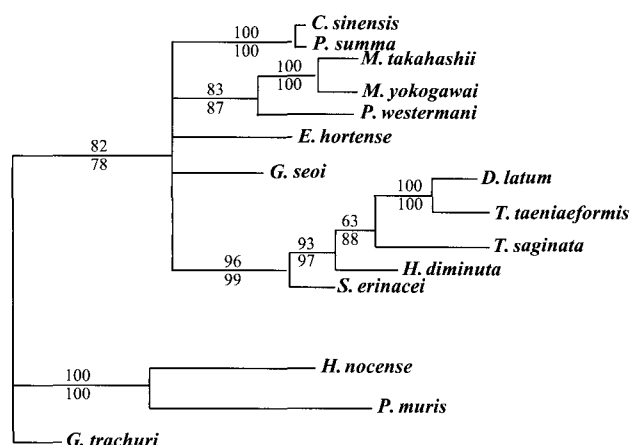 C. sinensis
100
100
P. summa
M. takahashii
100
100
83
87
M. yokogawai
P. westermani
E. hortense
82
78
G. seoi
D. latum
100
100
T. taeniaeformis
63
88
T. saginata
93
97
96
99
H. diminuta
S. erinacei
H. nocense
100
100
P. muris
G. trachuri